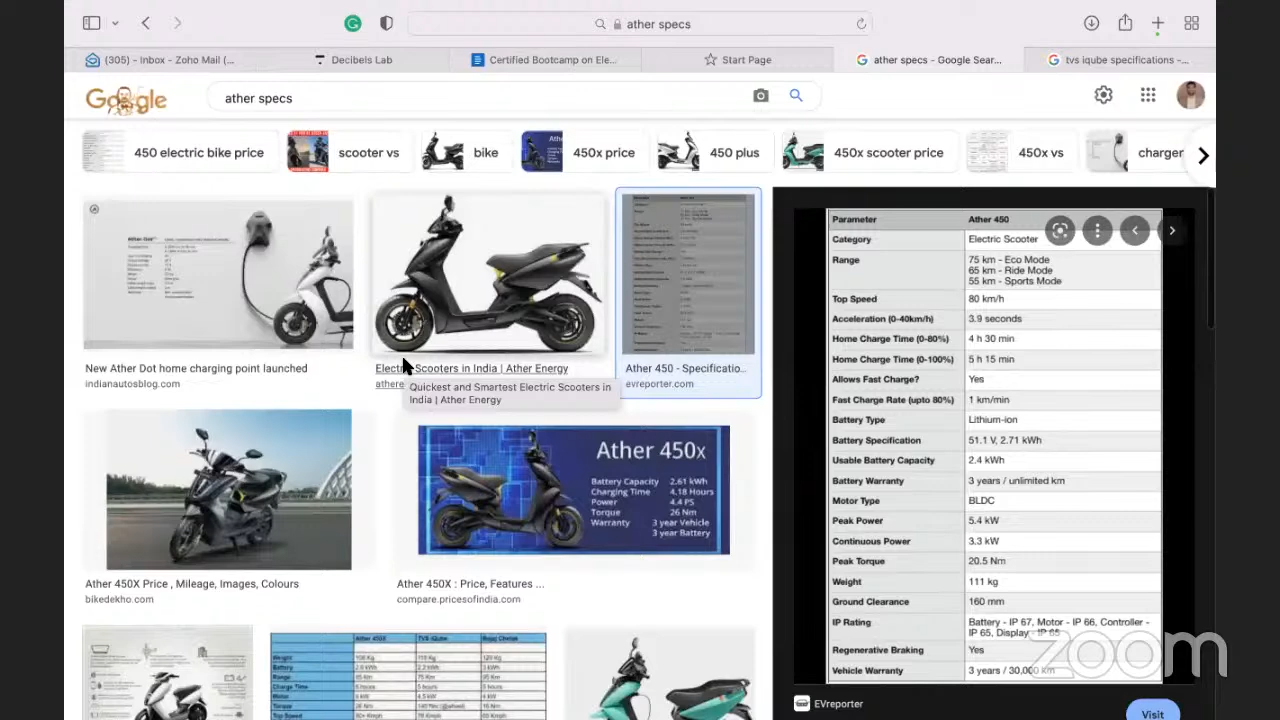 ather specs
(305) - Inbox - Zoho Mail (...
Decibels Lab
Certified Bootcamp on Ele...
Start Page
ather specs - Google Sear...
tvs iqube specifications -...
Google
ather specs
450 electric bike price
scooter vs
bike
450x price
450 plus
450x scooter price
450x vs
charger
New Ather Dot home charging point launched
indianautosblog.com
Electr
Scooters in India | Ather Energy
athere
Quickest and Smartest Electric Scooters in
India | Ather Energy
Ather 450 - Specificatio...
evreporter.com
Ather 450X Price , Mileage, Images, Colours
bikedekho.com
Ather 450x
Battery Capacity 2.61 kWh
Charging Time 4.18 Hours
Power 4.4 PS
Torque 26 Nm
Warranty 3 year Vehicle
3 year Battery
Ather 450X : Price, Features ...
compare.pricesofindia.com
Ather 450X TVS iQube Bajaj Chetak
Parameter Ather 450
Category Electric Scooter
Range 75 km - Eco Mode
65 km - Ride Mode
55 km - Sports Mode
Top Speed 80 km/h
Acceleration (0-40km/h) 3.9 seconds
Home Charge Time (0-80%) 4 h 30 min
Home Charge Time (0-100%) 5 h 15 min
Allows Fast Charge? Yes
Fast Charge Rate (upto 80%) 1 km/min
Battery Type Lithium-ion
Battery Specification 51.1 V, 2.71 kWh
Usable Battery Capacity 2.4 kWh
Battery Warranty 3 years / unlimited km
Motor Type BLDC
Peak Power 5.4 kW
Continuous Power 3.3 kW
Peak Torque 20.5 Nm
Weight 111 kg
Ground Clearance 160 mm
IP Rating Battery - IP 67, Motor - IP 66, Controller -
IP 65, Display - IP 65
Regenerative Braking Yes
Vehicle Warranty 3 years / 30,000 km
zoom
EVreporter
Visit